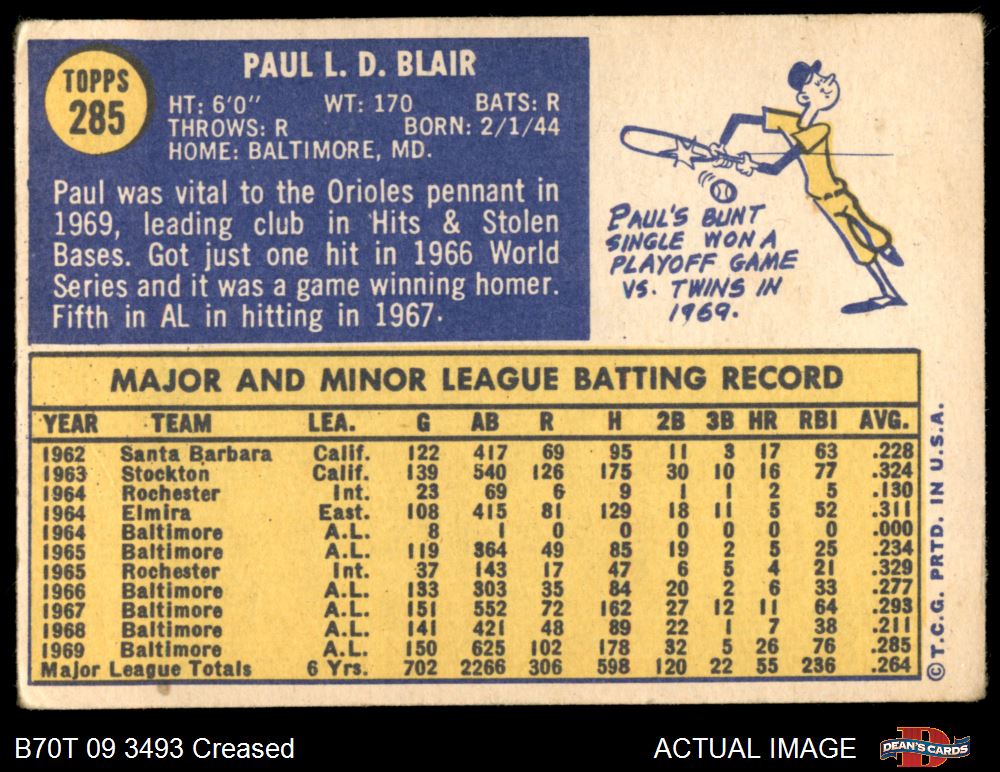 TOPPS
285
PAUL L. D. BLAIR
HT: 6'0" WT: 170 BATS: R
THROWS: R BORN: 2/1/44
HOME: BALTIMORE, MD.
Paul was vital to the Orioles pennant in
1969, leading club in Hits & Stolen
Bases. Got just one hit in 1966 World
Series and it was a game winning homer.
Fifth in AL in hitting in 1967.
PAUL'S BUNT
SINGLE WON A
PLAYOFF GAME
VS. TWINS IN
1969.
MAJOR AND MINOR LEAGUE BATTING RECORD
YEAR TEAM LEA. G AB R H 2B 3B HR RBI AVG.
1962 Santa Barbara Calif. 122 417 69 95 11 3 17 63 .228
1963 Stockton Calif. 139 540 126 175 30 10 16 77 .324
1964 Rochester Int. 23 69 6 9 1 1 2 5 .130
1964 Elmira East. 108 415 81 129 18 11 5 52 .311
1964 Baltimore A.L. 8 1 0 0 0 0 0 0 .000
1965 Baltimore A.L. 119 364 49 85 19 2 5 25 .234
1965 Rochester Int. 37 143 17 47 6 5 4 21 .329
1966 Baltimore A.L. 133 303 35 84 20 2 6 33 .277
1967 Baltimore A.L. 151 552 72 162 27 12 11 64 .293
1968 Baltimore A.L. 141 421 48 89 22 1 7 38 .211
1969 Baltimore A.L. 150 625 102 178 32 5 26 76 .285
Major League Totals 6 Yrs. 702 2266 306 598 120 22 55 236 .264
© T.C.G. PRTD. IN U.S.A.
B70T 09 3493 Creased
ACTUAL IMAGE
DEAN'S CARDS